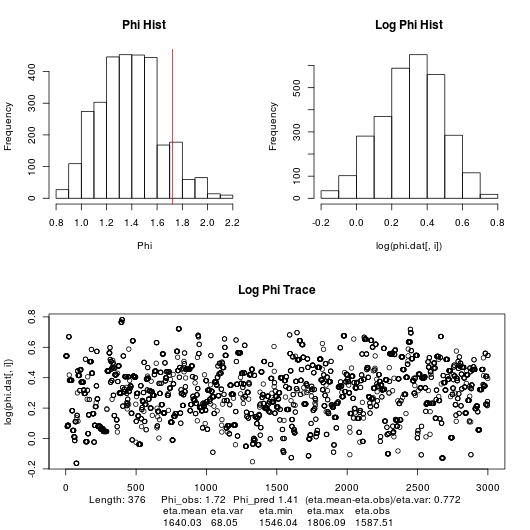 Phi Hist
Log Phi Hist
Frequency
0 100 200 300 400
0.8 1.0 1.2 1.4 1.6 1.8 2.0 2.2
Phi
Frequency
0 100 300 500
-0.2 0.0 0.2 0.4 0.6 0.8
log(phi.dat[, i])
Log Phi Trace
log(phi.dat[, i])
-0.2 0.0 0.2 0.4 0.6 0.8
0 500 1000 1500 2000 2500 3000
Length: 376 Phi_obs: 1.72 Phi_pred 1.41 (eta.mean-eta.obs)/eta.var: 0.772
eta.mean eta.var eta.min eta.max eta.obs
1640.03 68.05 1546.04 1806.09 1587.51